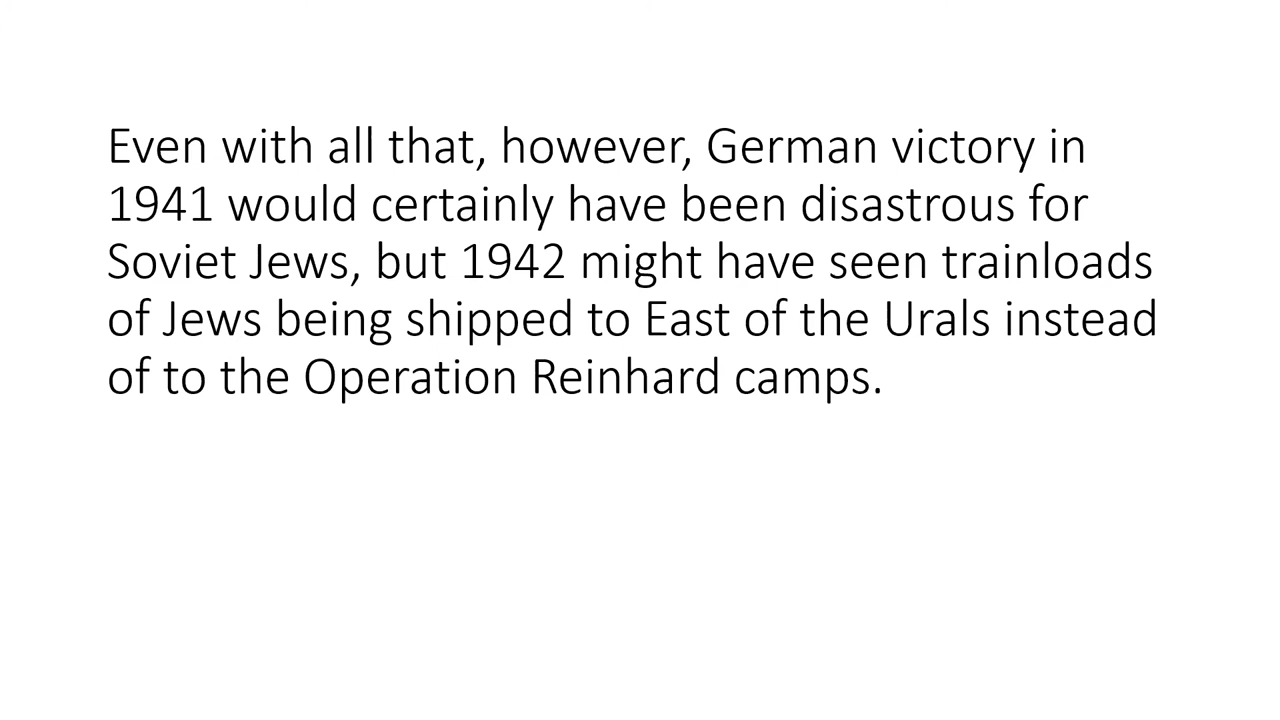 Even with all that, however, German victory in
1941 would certainly have been disastrous for
Soviet Jews, but 1942 might have seen trainloads
of Jews being shipped to East of the Urals instead
of to the Operation Reinhard camps.